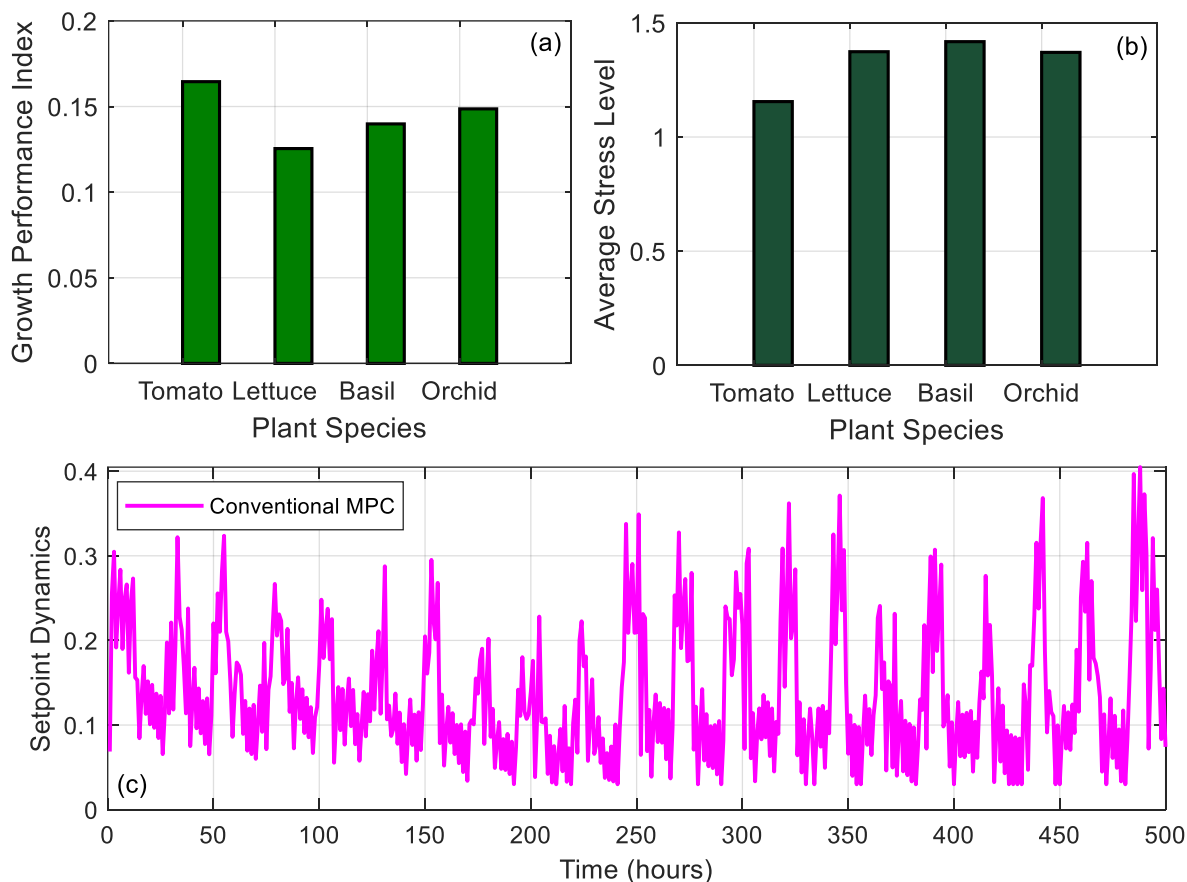 Growth Performance Index
0.2
0.15
0.1
0.05
0
(a)
Tomato Lettuce Basil Orchid
Plant Species
Average Stress Level
1.5
1
0.5
0
(b)
Tomato Lettuce Basil Orchid
Plant Species
Setpoint Dynamics
0.4
0.3
0.2
0.1
0
Conventional MPC
(c)
0 50 100 150 200 250 300 350 400 450 500
Time (hours)